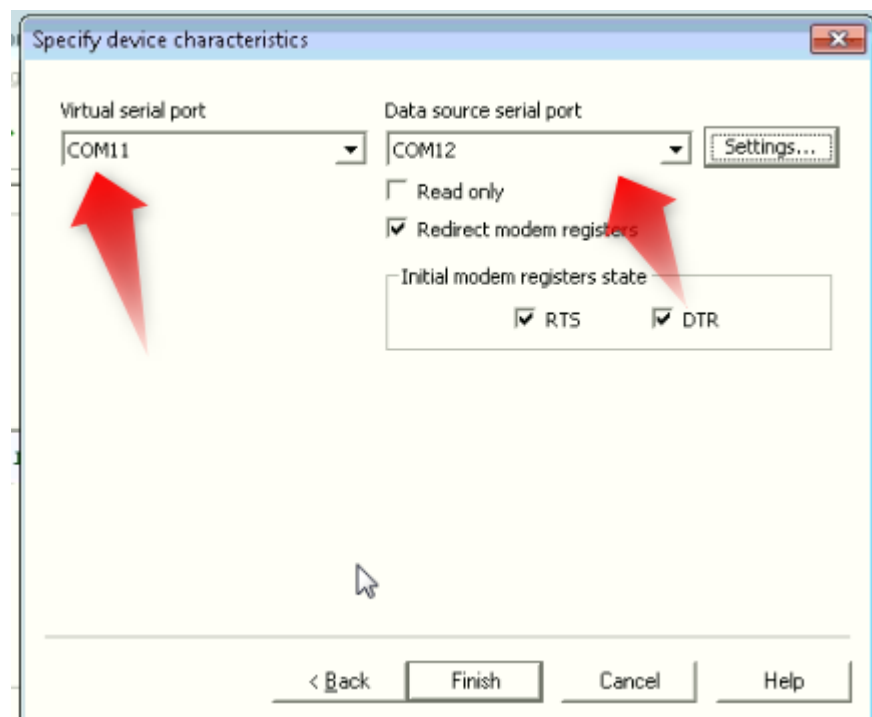 Specify device characteristics
Virtual serial port
Data source serial port
COM11
COM12
Settings...
Read only
Redirect modem registers
Initial modem registers state
RTS
DTR
< Back
Finish
Cancel
Help